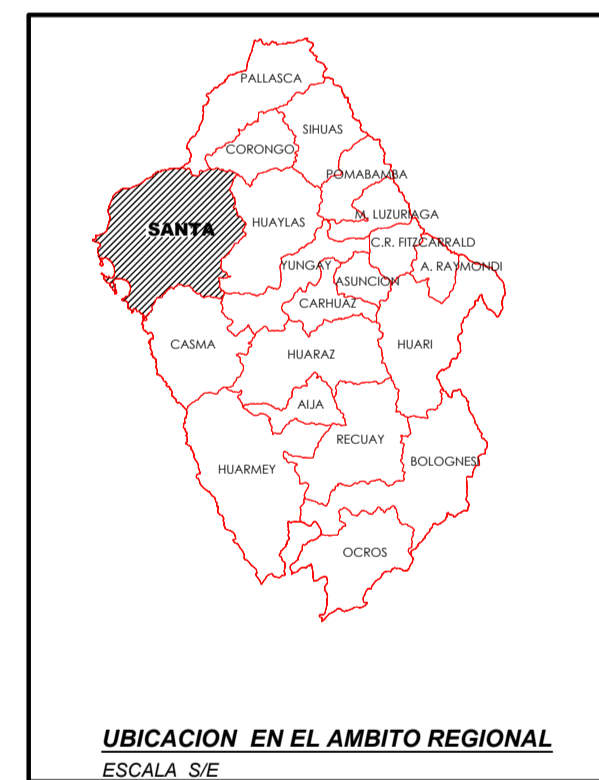 PALLASCA
SIHUAS
CORONGO
POMABAMBA
M. LUZURIAGA
SANTA
HUAYLAS
C.R. FITZCARRALD
YUNGAY
A. RAYMONDI
ASUNCION
CARHUAZ
CASMA
HUARI
HUARAZ
AIJA
RECUAY
BOLOGNESI
HUARMEY
OCROS
UBICACION EN EL AMBITO REGIONAL
ESCALA S/E